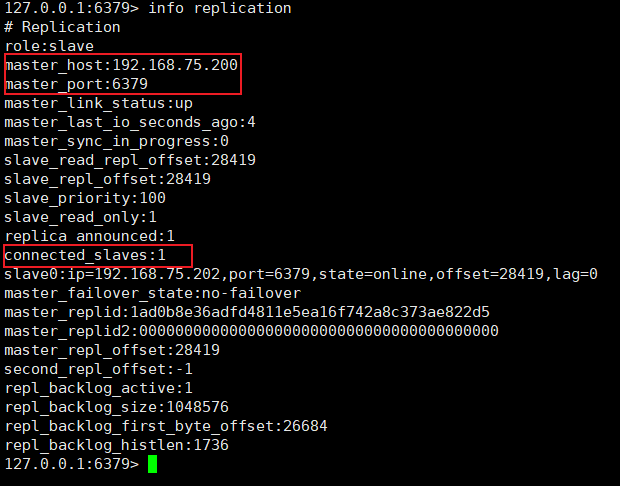 127.0.0.1:6379> info replication
# Replication
role:slave
master_host:192.168.75.200
master_port:6379
master_link_status:up
master_last_io_seconds_ago:4
master_sync_in_progress:0
slave_read_repl_offset:28419
slave_repl_offset:28419
slave_priority:100
slave_read_only:1
replica_announced:1
connected_slaves:1
slave0:ip=192.168.75.202,port=6379,state=online,offset=28419,lag=0
master_failover_state:no-failover
master_replid:1ad0b8e36adfd4811e5ea16f742a8c373ae822d5
master_replid2:0000000000000000000000000000000000000000
master_repl_offset:28419
second_repl_offset:-1
repl_backlog_active:1
repl_backlog_size:1048576
repl_backlog_first_byte_offset:26684
repl_backlog_histlen:1736
127.0.0.1:6379>